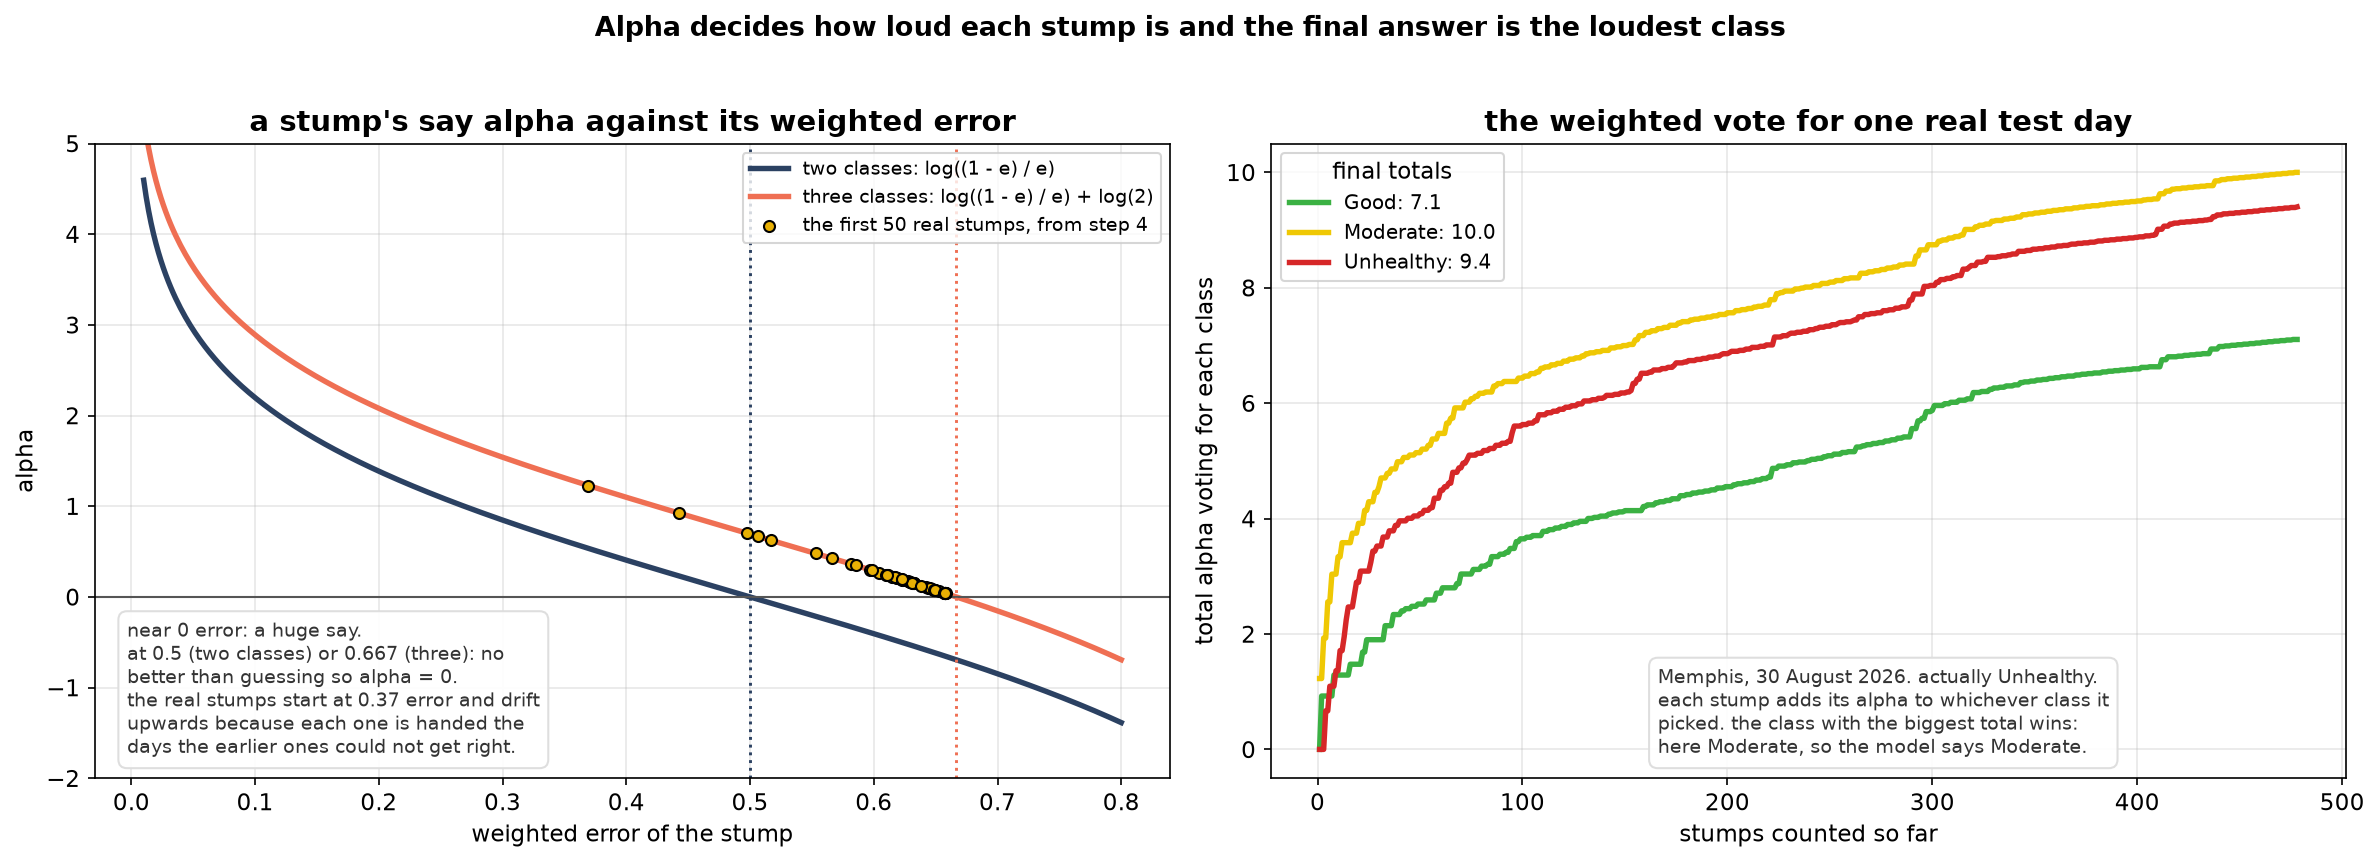 Alpha decides how loud each stump is and the final answer is the loudest class
a stump's say alpha against its weighted error
5
4
3
2
1
0
−1
−2
alpha
two classes: log((1 - e) / e)
three classes: log((1 - e) / e) + log(2)
the first 50 real stumps, from step 4
near 0 error: a huge say.
at 0.5 (two classes) or 0.667 (three): no
better than guessing so alpha = 0.
the real stumps start at 0.37 error and drift
upwards because each one is handed the
days the earlier ones could not get right.
0.0 0.1 0.2 0.3 0.4 0.5 0.6 0.7 0.8
weighted error of the stump
the weighted vote for one real test day
10
8
6
4
2
0
total alpha voting for each class
final totals
Good: 7.1
Moderate: 10.0
Unhealthy: 9.4
Memphis, 30 August 2026. actually Unhealthy.
each stump adds its alpha to whichever class it
picked. the class with the biggest total wins:
here Moderate, so the model says Moderate.
0 100 200 300 400 500
stumps counted so far